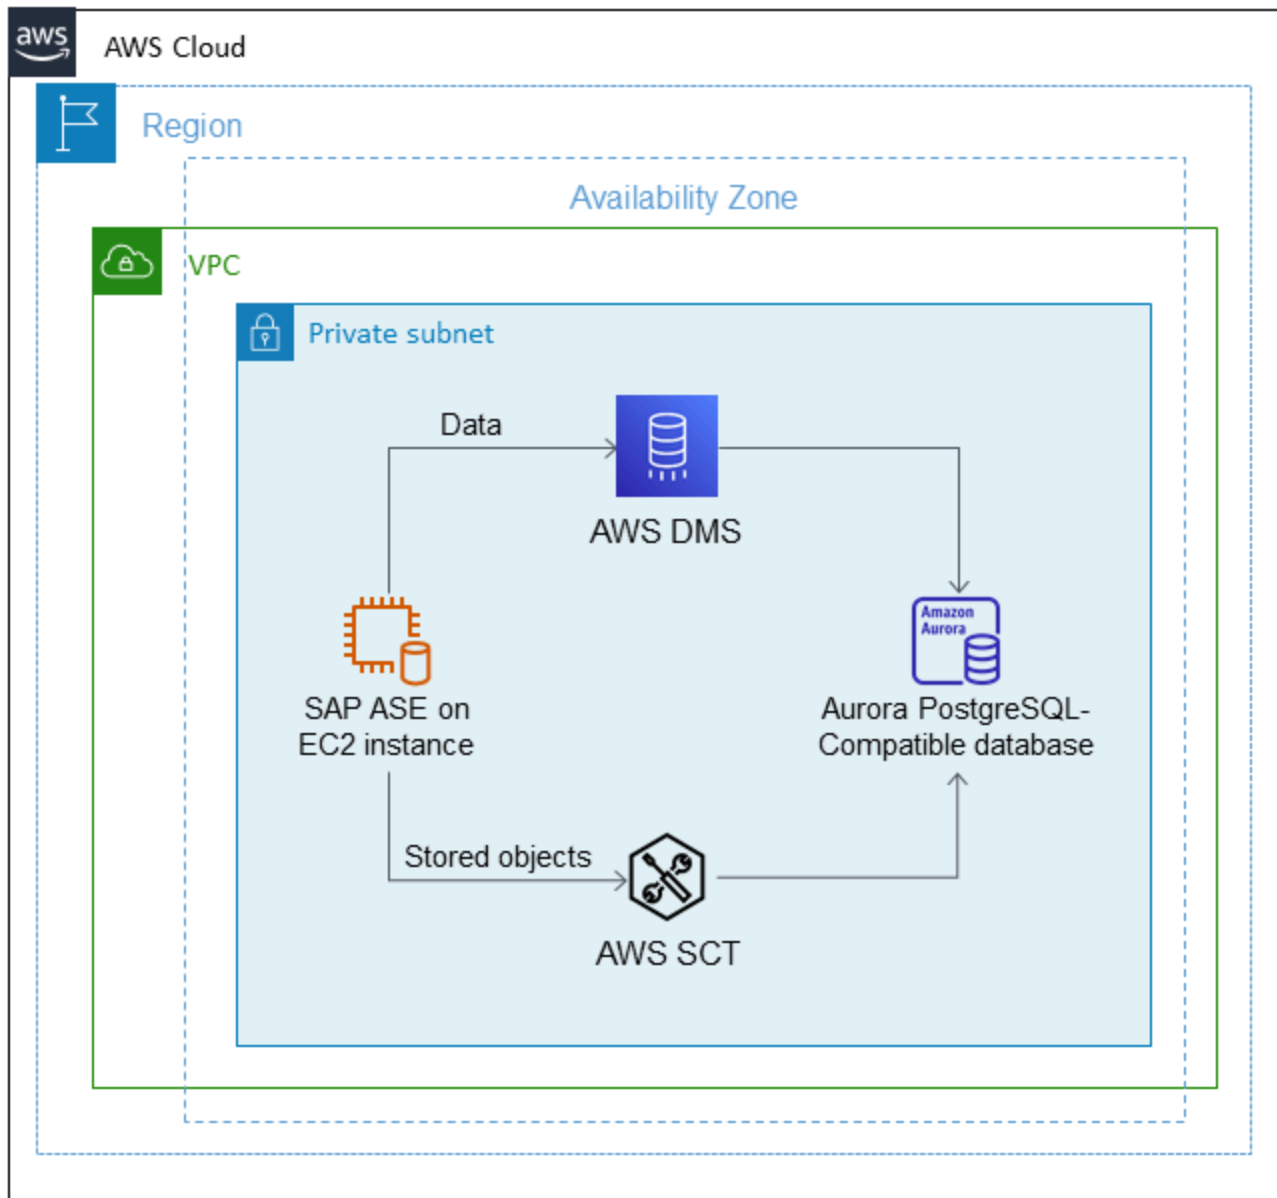 aws
AWS Cloud
Region
Availability Zone
VPC
Private subnet
Data
AWS DMS
Amazon
Aurora
SAP ASE on
EC2 instance
Aurora PostgreSQL-
Compatible database
Stored objects
AWS SCT